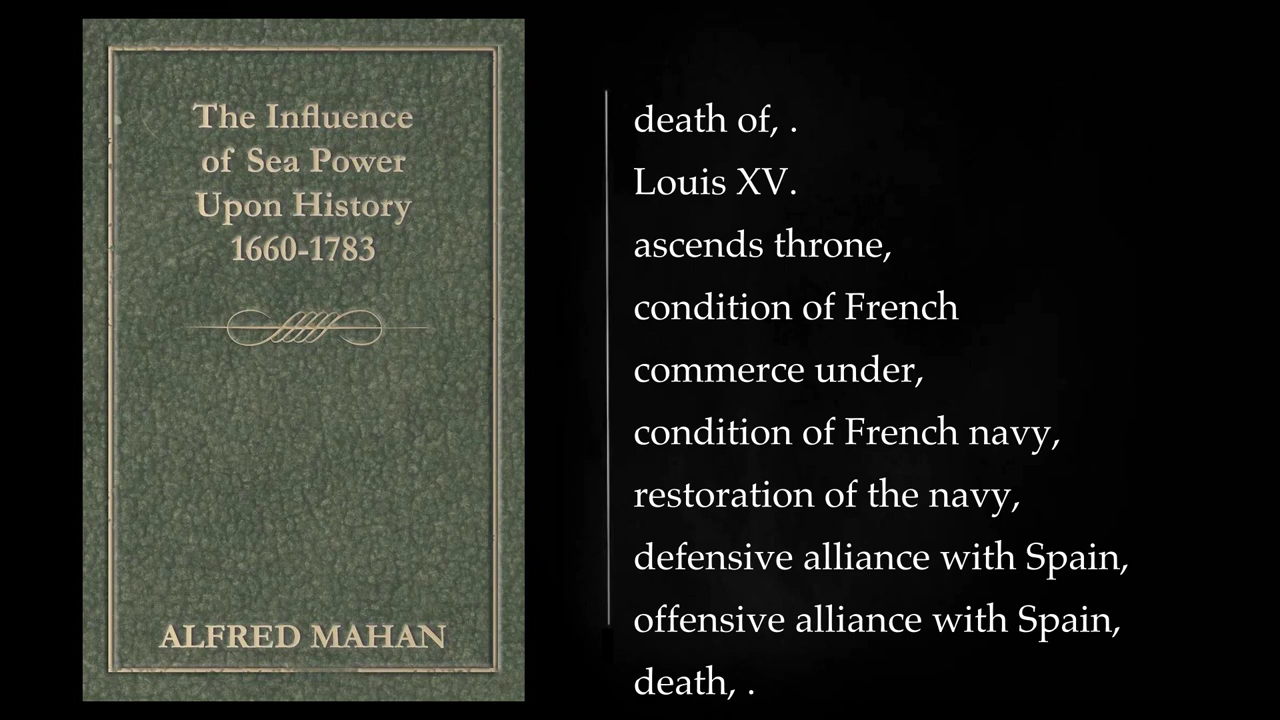 The Influence
of Sea Power
Upon History
1660-1783
ALFRED MAHAN
death of, .
Louis XV.
ascends throne,
condition of French
commerce under,
condition of French navy,
restoration of the navy,
defensive alliance with Spain,
offensive alliance with Spain,
death, .